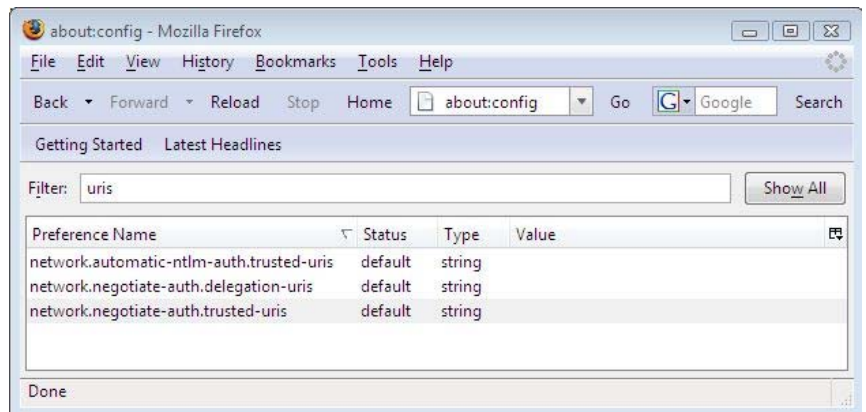 about:config - Mozilla Firefox
File Edit View History Bookmarks Tools Help
Back Forward Reload Stop Home about:config Go G Google Search
Getting Started Latest Headlines
Filter: uris Show All
Preference Name Status Type Value
network.automatic-ntlm-auth.trusted-uris default string
network.negotiate-auth.delegation-uris default string
network.negotiate-auth.trusted-uris default string
Done